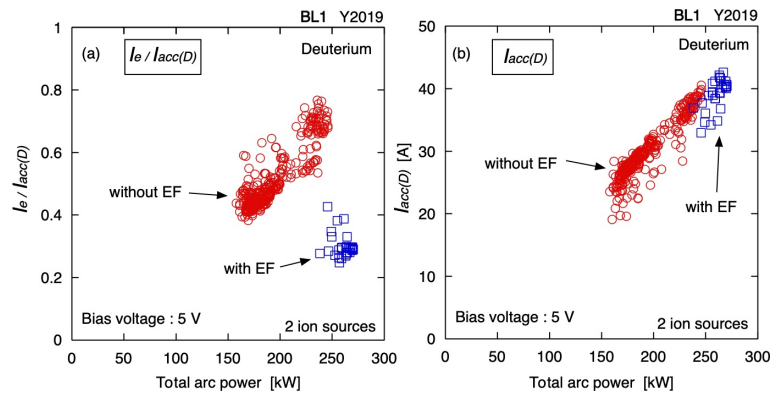 BL1 Y2019
(a)
Ie / Iacc(D)
Deuterium
1
0.8
0.6
0.4
0.2
0
Ie / Iacc(D)
without EF
with EF
Bias voltage : 5 V
2 ion sources
0 50 100 150 200 250 300
Total arc power [kW]
BL1 Y2019
(b)
Iacc(D)
Deuterium
50
40
30
20
10
0
Iacc(D) [A]
without EF
with EF
Bias voltage : 5 V
2 ion sources
0 50 100 150 200 250 300
Total arc power [kW]